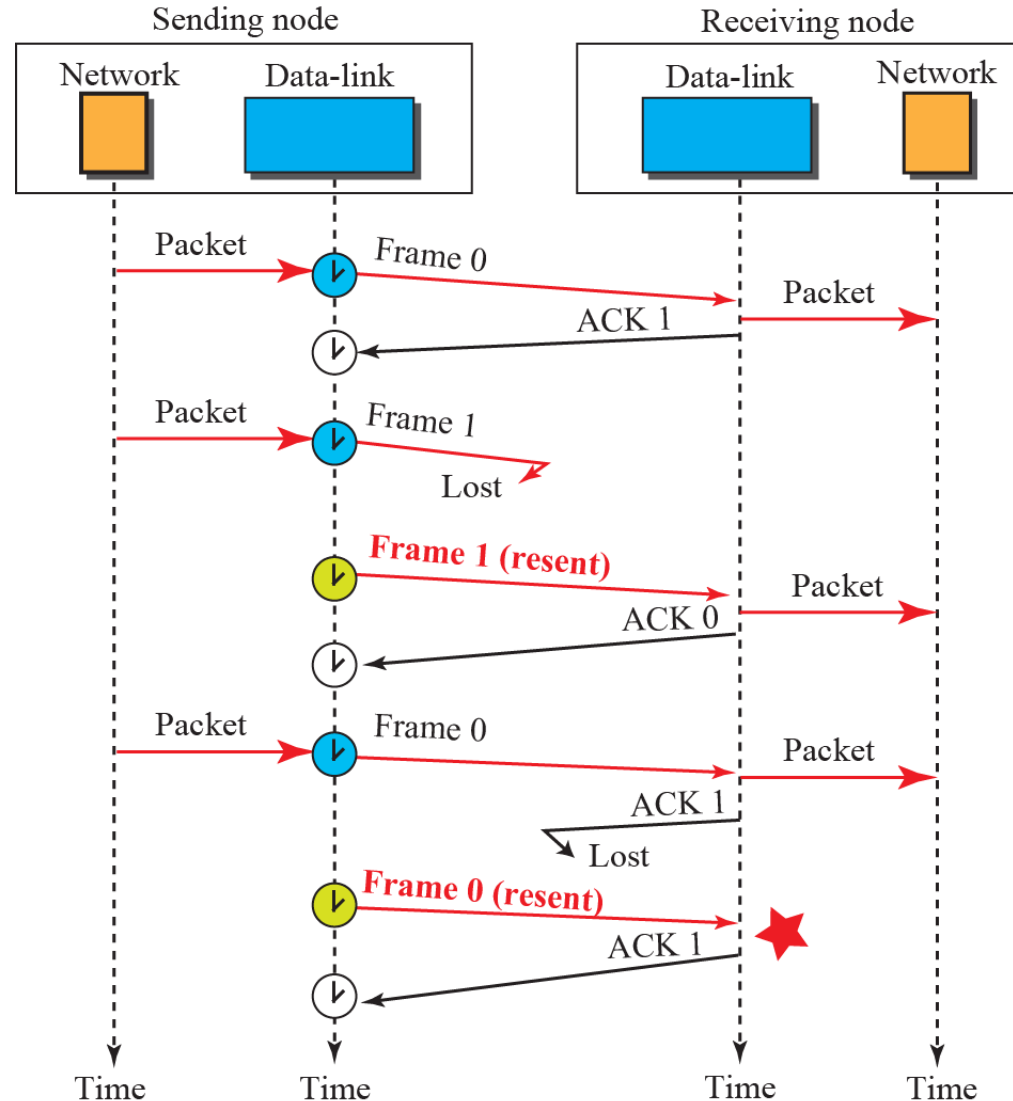 Sending node
Receiving node
Network
Data-link
Data-link
Network
Packet
Frame 0
Packet
ACK 1
Packet
Frame 1
Lost
Frame 1 (resent)
Packet
ACK 0
Packet
Frame 0
Packet
ACK 1
Lost
Frame 0 (resent)
ACK 1
Time
Time
Time
Time